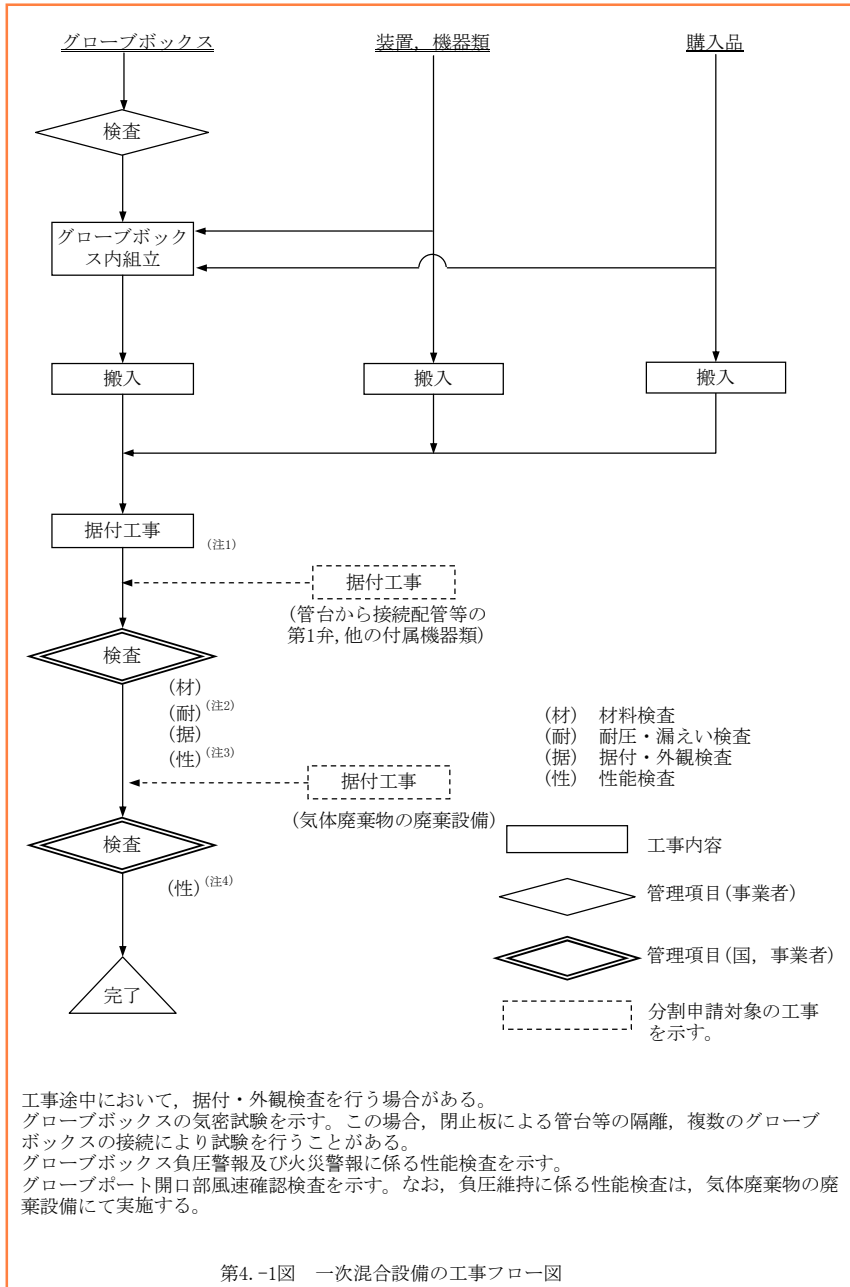 グローブボックス
装置，機器類
購入品
検査
グローブボック
ス内組立
搬入
搬入
搬入
据付工事
(注1)
据付工事
(管台から接続配管等の
第1弁,他の付属機器類)
検査
(材)
(耐)(注2)
(据)
(性)(注3)
据付工事
(気体廃棄物の廃棄設備)
検査
(性)(注4)
完了
(材)　材料検査
(耐)　耐圧・漏えい検査
(据)　据付・外観検査
(性)　性能検査
工事内容
管理項目(事業者)
管理項目(国，事業者)
分割申請対象の工事
を示す。
工事途中において，据付・外観検査を行う場合がある。
グローブボックスの気密試験を示す。この場合，閉止板による管台等の隔離，複数のグローブ
ボックスの接続により試験を行うことがある。
グローブボックス負圧警報及び火災警報に係る性能検査を示す。
グローブポート開口部風速確認検査を示す。なお，負圧維持に係る性能検査は，気体廃棄物の廃
棄設備にて実施する。
第4.-1図　一次混合設備の工事フロー図